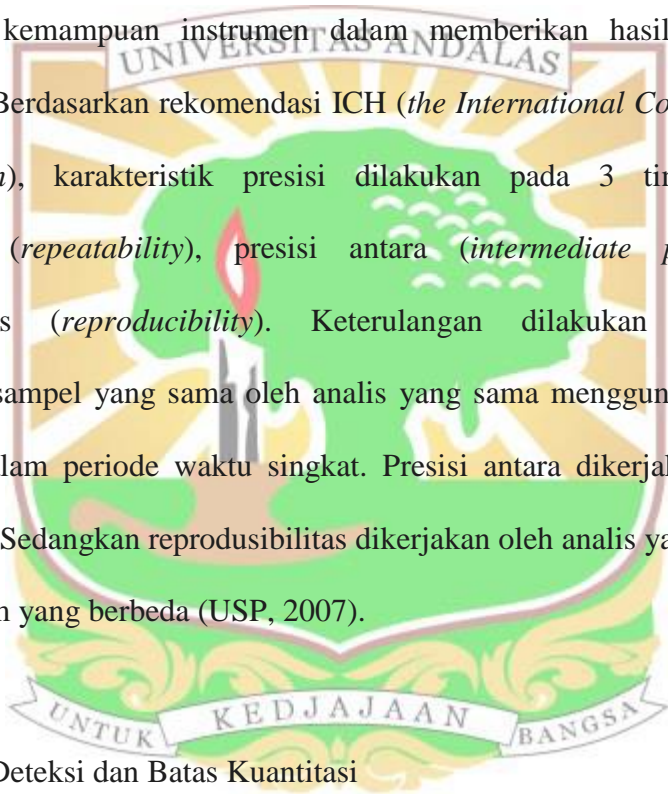 kemampuan instrumen dalam memberikan hasil
UNIVERSITAS ANDALAS
Berdasarkan rekomendasi ICH (the International Co
n), karakteristik presisi dilakukan pada 3 tin
(repeatability), presisi antara (intermediate p
s (reproducibility). Keterulangan dilakukan
sampel yang sama oleh analis yang sama menggun
lam periode waktu singkat. Presisi antara dikerjak
Sedangkan reprodusibilitas dikerjakan oleh analis ya
n yang berbeda (USP, 2007).
UNTUK KEDJAJAAN BANGSA
Deteksi dan Batas Kuantitasi